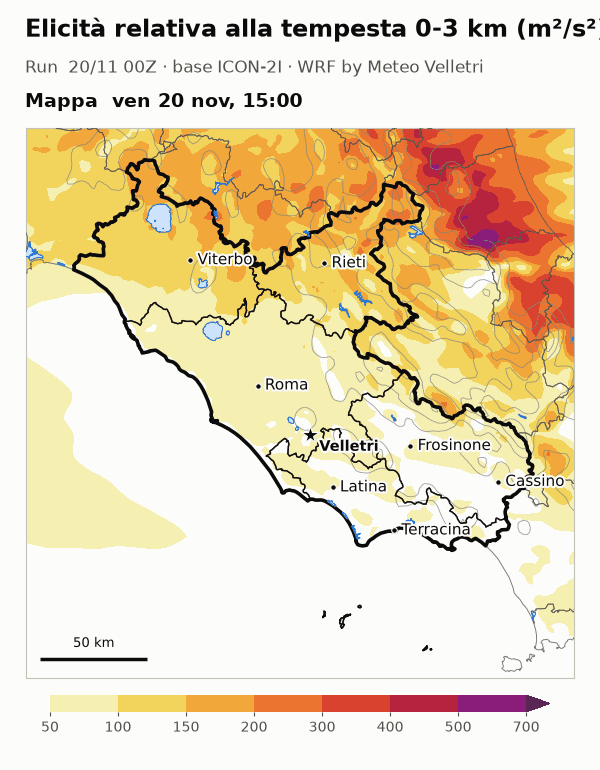 Elicità relativa alla tempesta 0-3 km (m²/s²)
Run 20/11 00Z · base ICON-2I · WRF by Meteo Velletri
Mappa ven 20 nov, 15:00
Viterbo
Rieti
Roma
Velletri
Frosinone
Cassino
Latina
Terracina
50 km
50 100 150 200 300 400 500 700